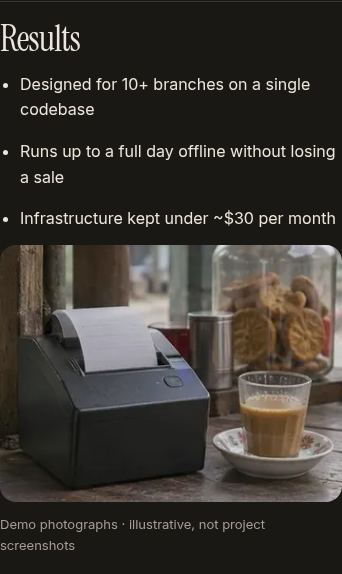 Results
• Designed for 10+ branches on a single
codebase
• Runs up to a full day offline without losing
a sale
• Infrastructure kept under ~$30 per month
Demo photographs · illustrative, not project
screenshots